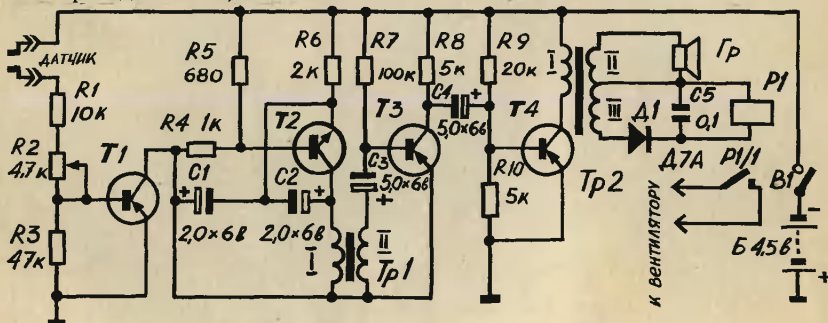 ДАТЧИК
R1
10к
R2
4,7к
R3
47к
T1
R4 1к
C1
2,0×6в
R5
680
R6
2к
T2
C2
2,0×6в
I
II
Тр1
R7
100к
C3
5,0×6в
T3
R8
5к
C4
5,0×6в
R9
20к
R10
5к
T4
I
II
III
Тр2
Гр
C5
0,1
Д1
Д7А
P1
P1/1
К ВЕНТИЛЯТОРУ
В1
Б 4,5в